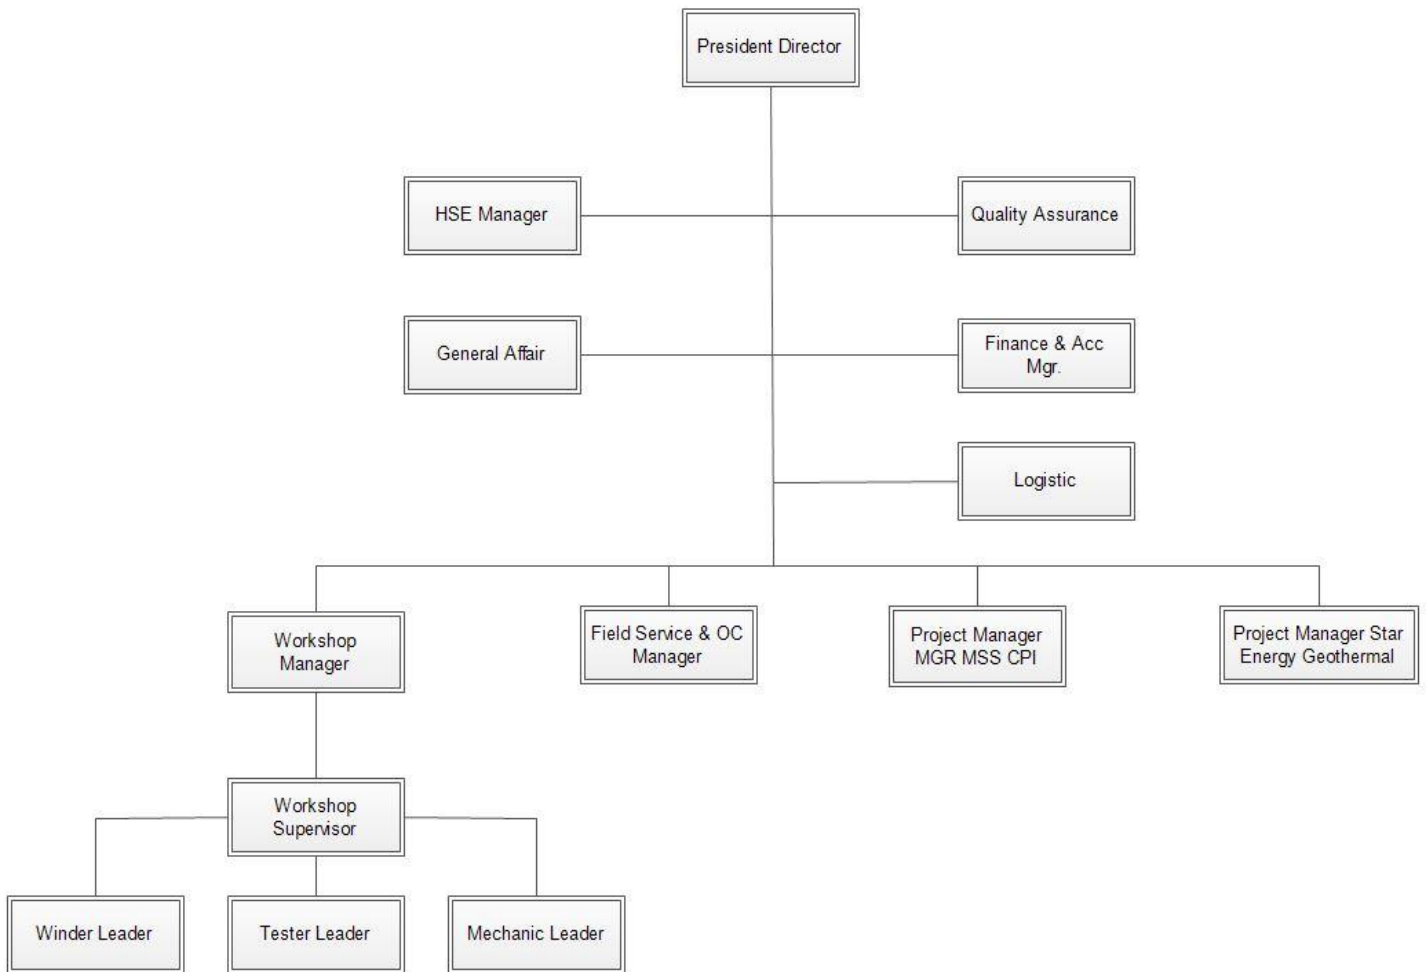 President Director
HSE Manager
Quality Assurance
General Affair
Finance & Acc
Mgr.
Logistic
Workshop
Manager
Field Service & OC
Manager
Project Manager
MGR MSS CPI
Project Manager Star
Energy Geothermal
Workshop
Supervisor
Winder Leader
Tester Leader
Mechanic Leader